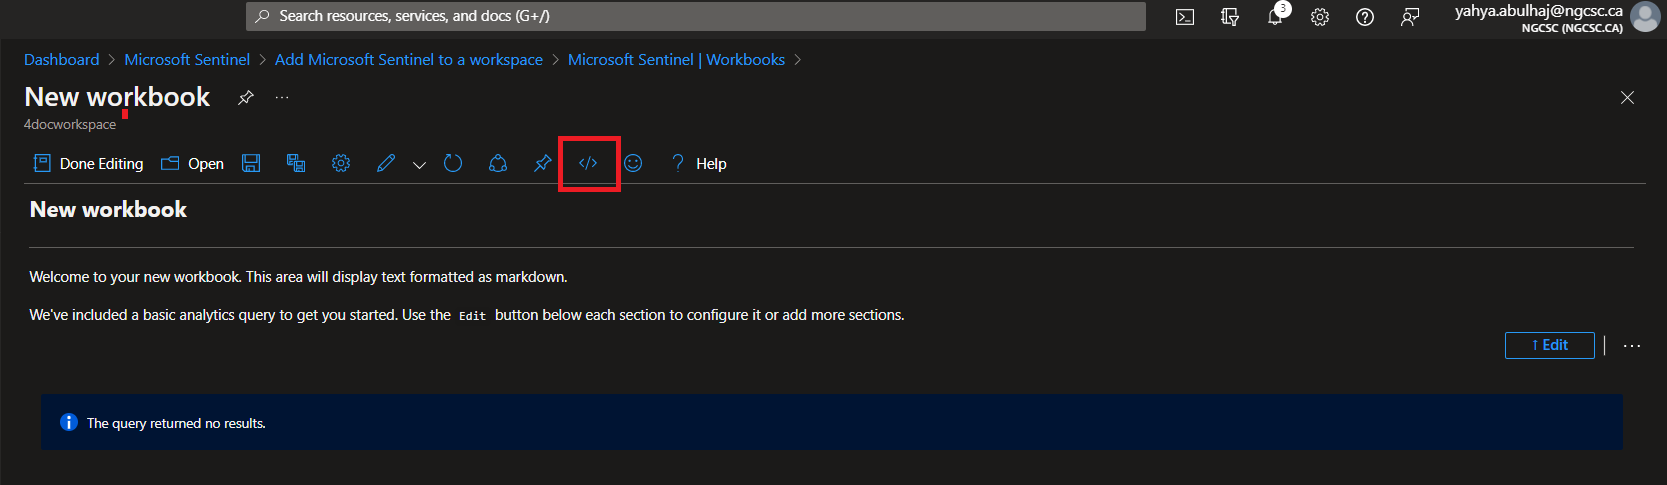 Search resources, services, and docs (G+/)
3
yahya.abulhaj@ngcsc.ca
NGCSC (NGCSC.CA)
Dashboard > Microsoft Sentinel > Add Microsoft Sentinel to a workspace > Microsoft Sentinel | Workbooks >
New workbook ...
4docworkspace
Done Editing Open </> ? Help
New workbook
Welcome to your new workbook. This area will display text formatted as markdown.
We've included a basic analytics query to get you started. Use the Edit button below each section to configure it or add more sections.
↑ Edit | ...
The query returned no results.